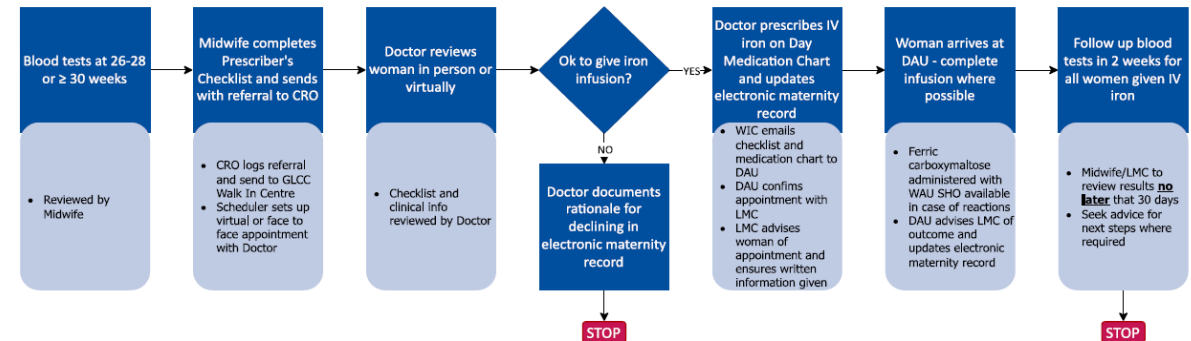 Blood tests at 26-28
or ≥ 30 weeks
• Reviewed by
Midwife
Midwife completes
Prescriber's
Checklist and sends
with referral to CRO
• CRO logs referral
and send to GLCC
Walk In Centre
• Scheduler sets up
virtual or face to
face appointment
with Doctor
Doctor reviews
woman in person or
virtually
• Checklist and
clinical info
reviewed by Doctor
Ok to give iron
infusion?
NO
Doctor documents
rationale for
declining in
electronic maternity
record
STOP
YES
Doctor prescribes IV
iron on Day
Medication Chart
and updates
electronic maternity
record
• WIC emails
checklist and
medication chart to
DAU
• DAU confims
appointment with
LMC
• LMC advises
woman of
appointment and
ensures written
information given
Woman arrives at
DAU - complete
infusion where
possible
• Ferric
carboxymaltose
administered with
WAU SHO available
in case of reactions
• DAU advises LMC of
outcome and
updates electronic
maternity record
Follow up blood
tests in 2 weeks for
all women given IV
iron
• Midwife/LMC to
review results no
later that 30 days
• Seek advice for
next steps where
required
STOP